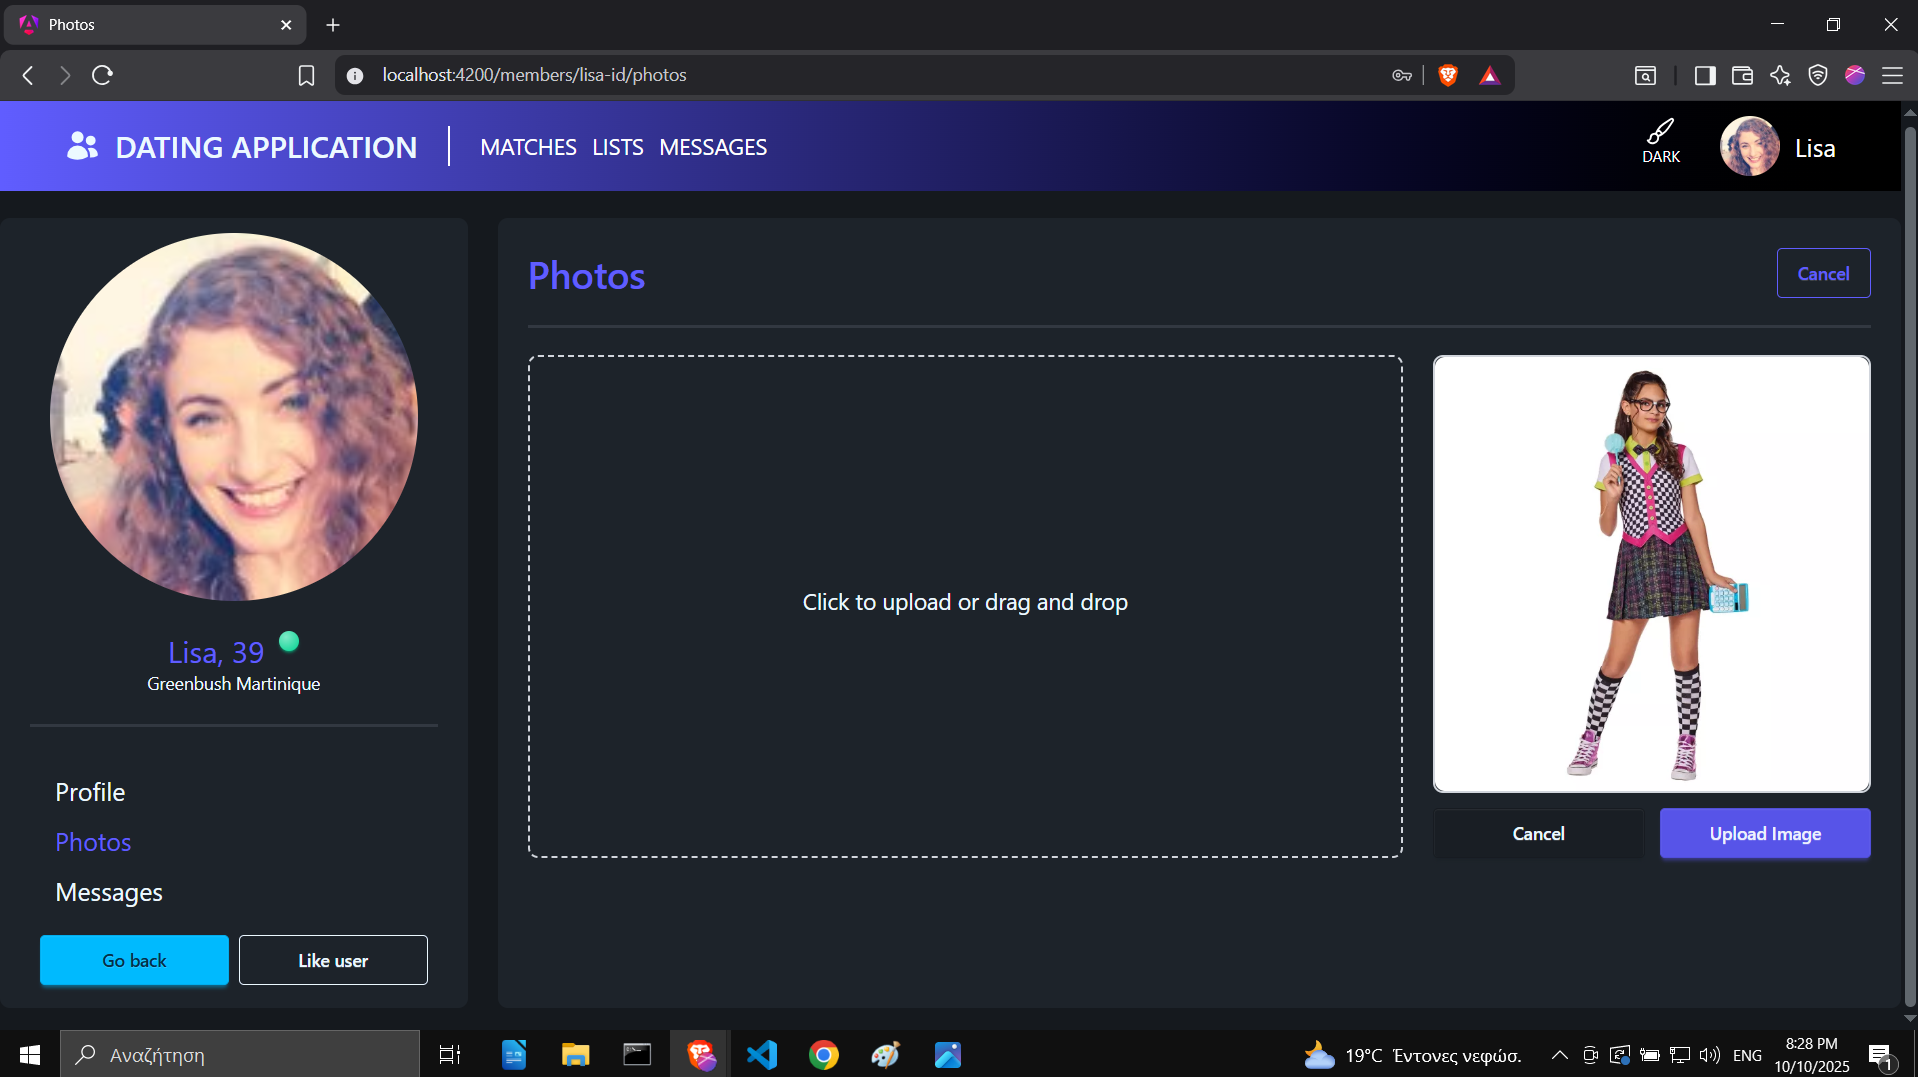 Photos
localhost:4200/members/lisa-id/photos
DATING APPLICATION
MATCHES LISTS MESSAGES
DARK
Lisa
Photos
Cancel
Click to upload or drag and drop
Cancel
Upload Image
Lisa, 39
Greenbush Martinique
Profile
Photos
Messages
Go back
Like user
Αναζήτηση
19°C Έντονες νεφώσ.
ENG
8:28 PM
10/10/2025
1